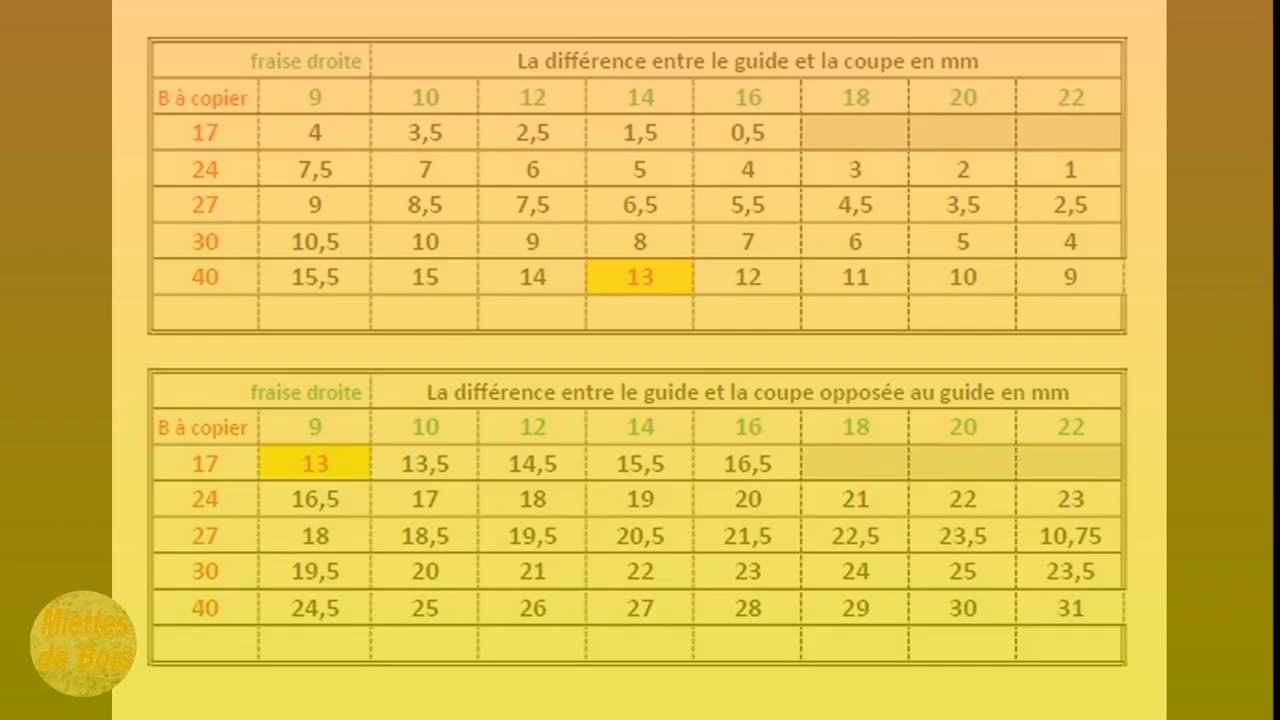 fraise droite La différence entre le guide et la coupe en mm
B à copier 9 10 12 14 16 18 20 22
17 4 3,5 2,5 1,5 0,5
24 7,5 7 6 5 4 3 2 1
27 9 8,5 7,5 6,5 5,5 4,5 3,5 2,5
30 10,5 10 9 8 7 6 5 4
40 15,5 15 14 13 12 11 10 9
fraise droite La différence entre le guide et la coupe opposée au guide en mm
B à copier 9 10 12 14 16 18 20 22
17 13 13,5 14,5 15,5 16,5
24 16,5 17 18 19 20 21 22 23
27 18 18,5 19,5 20,5 21,5 22,5 23,5 10,75
30 19,5 20 21 22 23 24 25 23,5
40 24,5 25 26 27 28 29 30 31
Miettes
de Bois